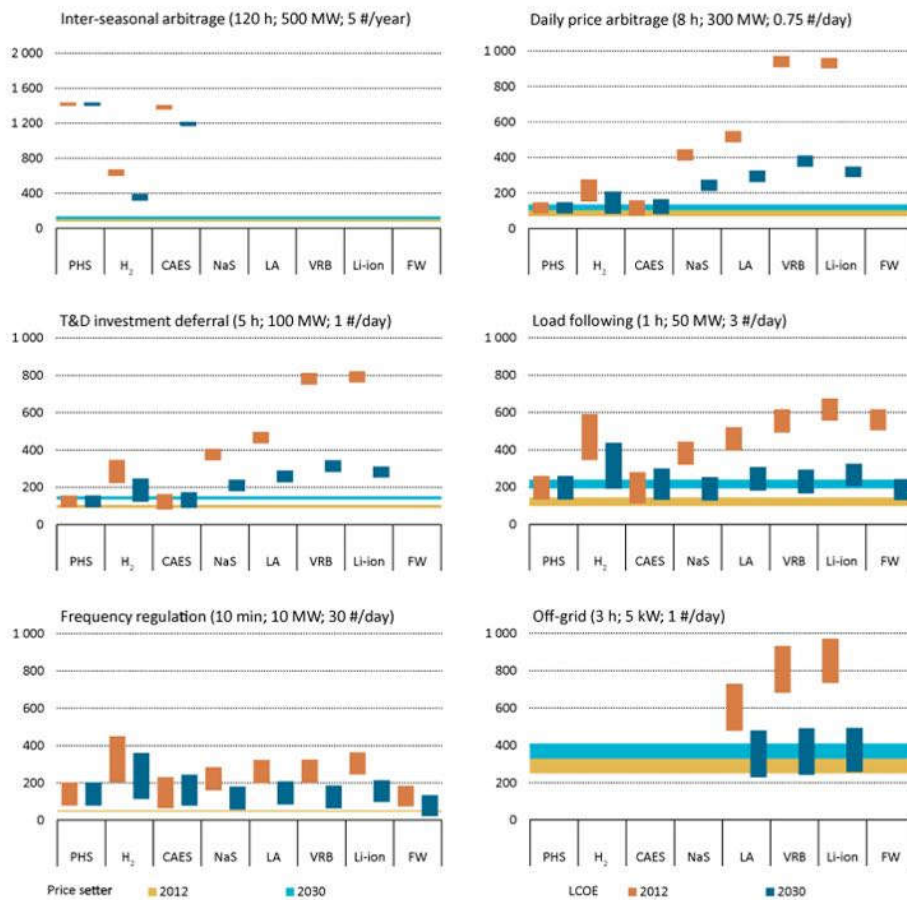 Inter-seasonal arbitrage (120 h; 500 MW; 5 #/year)
2 000
1 600
1 200
800
400
0
PHS H₂ CAES NaS LA VRB Li-ion FW
Daily price arbitrage (8 h; 300 MW; 0.75 #/day)
1 000
800
600
400
200
0
PHS H₂ CAES NaS LA VRB Li-ion FW
T&D investment deferral (5 h; 100 MW; 1 #/day)
1 000
800
600
400
200
0
PHS H₂ CAES NaS LA VRB Li-ion FW
Load following (1 h; 50 MW; 3 #/day)
1 000
800
600
400
200
0
PHS H₂ CAES NaS LA VRB Li-ion FW
Frequency regulation (10 min; 10 MW; 30 #/day)
1 000
800
600
400
200
0
PHS H₂ CAES NaS LA VRB Li-ion FW
Off-grid (3 h; 5 kW; 1 #/day)
1 000
800
600
400
200
0
PHS H₂ CAES NaS LA VRB Li-ion FW
Price setter 2012 2030 LCOE 2012 2030